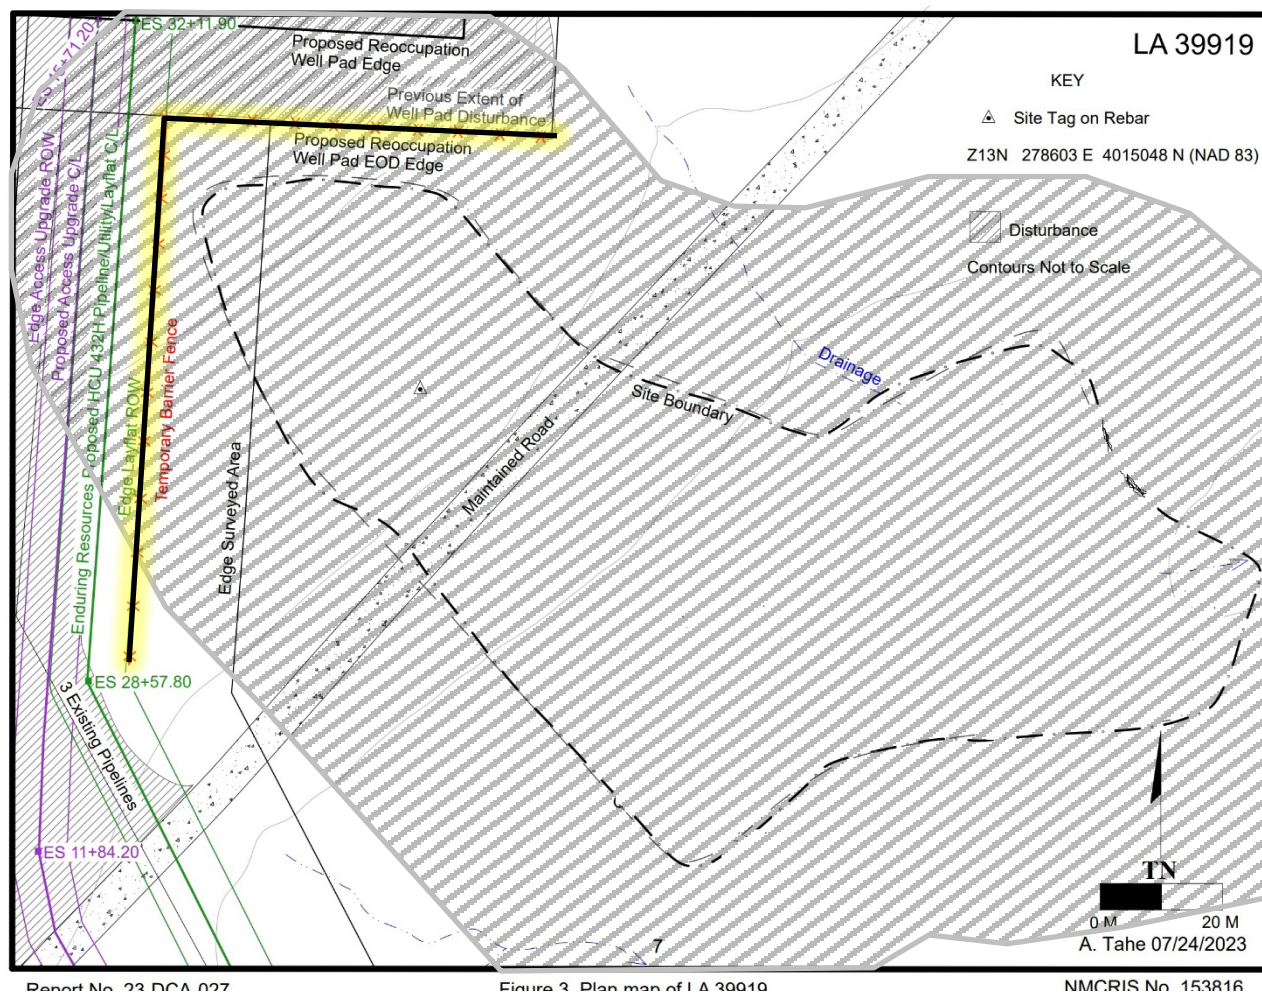 LA 39919
KEY
Site Tag on Rebar
Z13N 278603 E 4015048 N (NAD 83)
Disturbance
Contours Not to Scale
ES 32+11.90
Proposed Reoccupation
Well Pad Edge
Previous Extent of
Well Pad Disturbance
Proposed Reoccupation
Well Pad EOD Edge
+71.20
Edge Access Upgrade ROW
Proposed Access Upgrade C/L
Enduring Resources Proposed HCU 432H Pipeline/Utility/Layflat C/L
Edge Layflat ROW
Temporary Barrier Fence
Edge Surveyed Area
Maintained Road
Site Boundary
Drainage
ES 28+57.80
3 Existing Pipelines
ES 11+84.20
TN
0 M 20 M
A. Tahe 07/24/2023
7
Report No. 23-DCA-027
Figure 3. Plan map of LA 39919
NMCRIS No. 153816